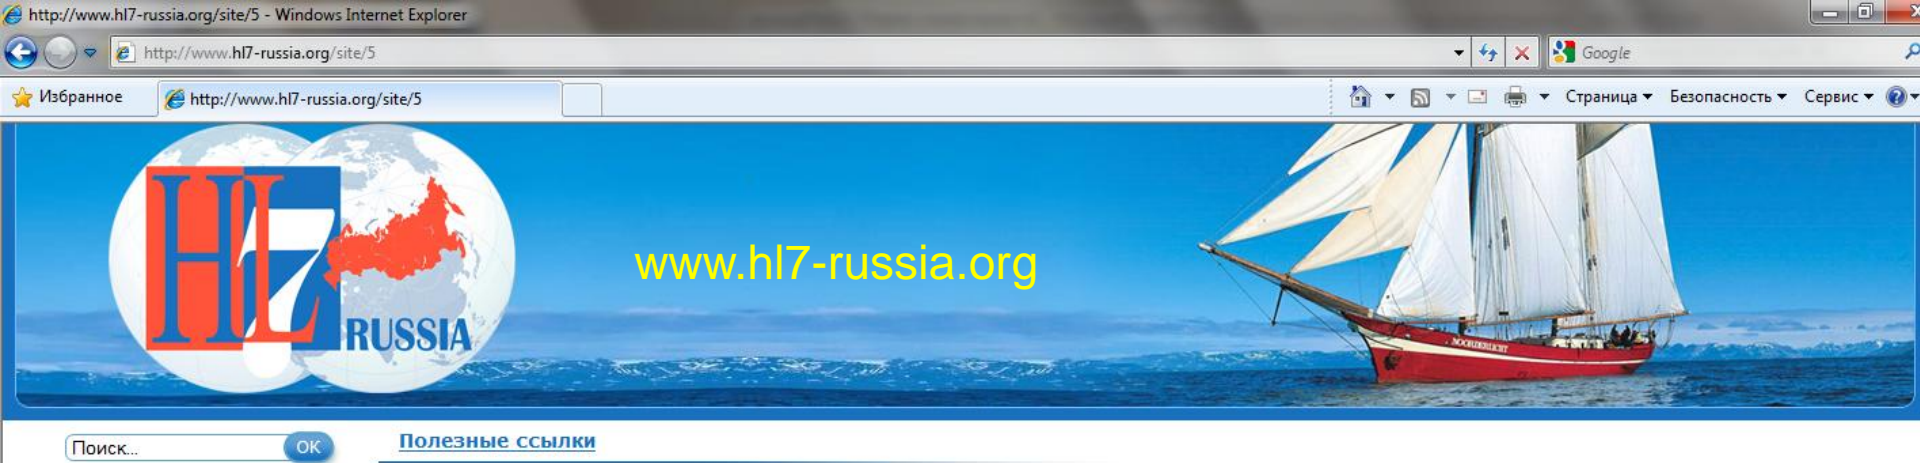 http://www.hl7-russia.org/site/5 - Windows Internet Explorer
http://www.hl7-russia.org/site/5
Google
Избранное
http://www.hl7-russia.org/site/5
Страница
Безопасность
Сервис
HL7
RUSSIA
www.hl7-russia.org
NOORDERLICHT
Поиск...
OK
Полезные ссылки